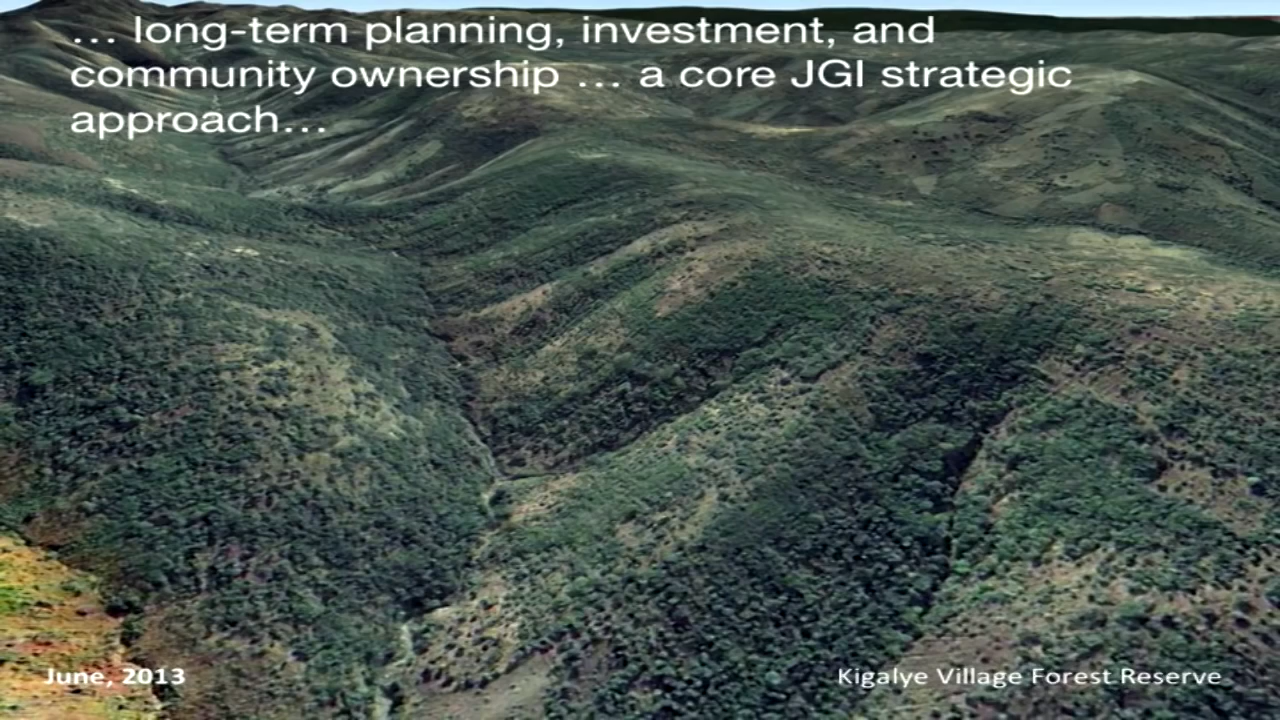 ... long-term planning, investment, and
community ownership ... a core JGI strategic
approach...
June, 2013
Kigalye Village Forest Reserve